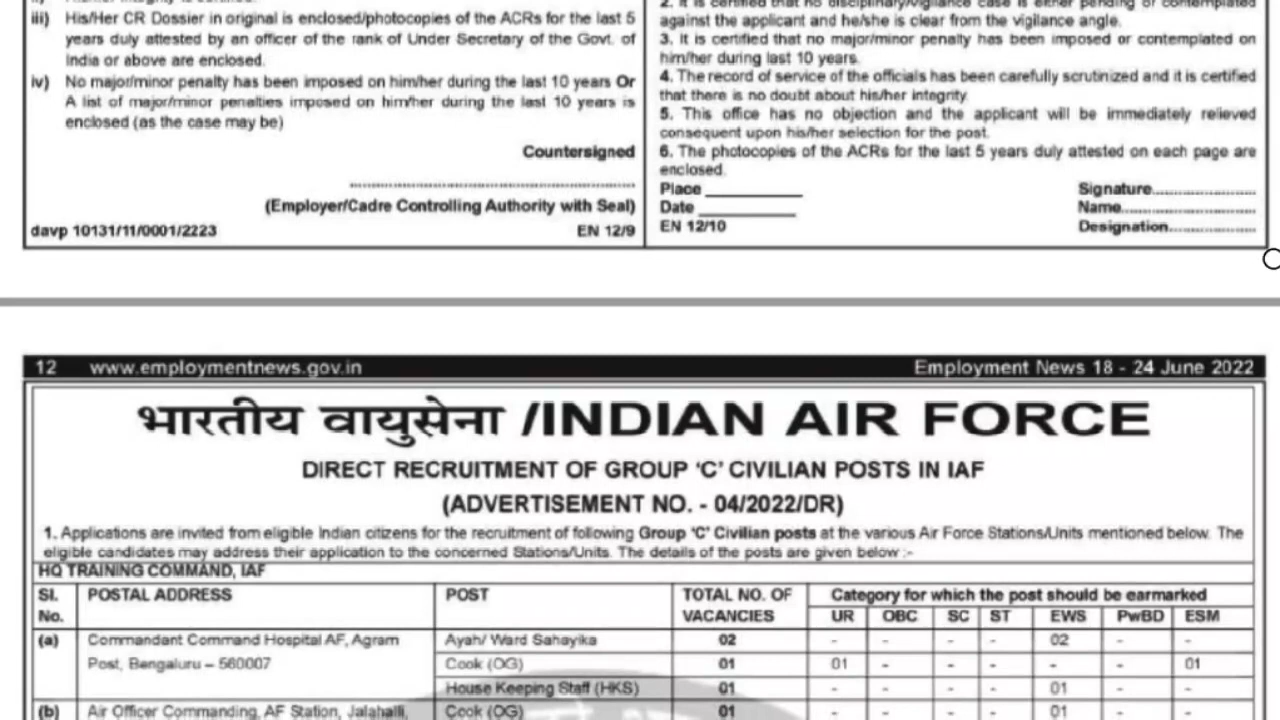 iii) His/Her CR Dossier in original is enclosed/photocopies of the ACRs for the last 5
years duly attested by an officer of the rank of Under Secretary of the Govt. of
India or above are enclosed.
iv) No major/minor penalty has been imposed on him/her during the last 10 years Or
A list of major/minor penalties imposed on him/her during the last 10 years is
enclosed (as the case may be)
Countersigned
(Employer/Cadre Controlling Authority with Seal)
davp 10131/11/0001/2223 EN 12/9
2. It is certified that no disciplinary/vigilance case is either pending or contemplated
against the applicant and he/she is clear from the vigilance angle.
3. It is certified that no major/minor penalty has been imposed or contemplated on
him/her during last 10 years.
4. The record of service of the officials has been carefully scrutinized and it is certified
that there is no doubt about his/her integrity.
5. This office has no objection and the applicant will be immediately relieved
consequent upon his/her selection for the post.
6. The photocopies of the ACRs for the last 5 years duly attested on each page are
enclosed.
Place ____________ Signature....................
Date ____________ Name..........................
EN 12/10 Designation.................
12 www.employmentnews.gov.in Employment News 18 - 24 June 2022
भारतीय वायुसेना /INDIAN AIR FORCE
DIRECT RECRUITMENT OF GROUP 'C' CIVILIAN POSTS IN IAF
(ADVERTISEMENT NO. - 04/2022/DR)
1. Applications are invited from eligible Indian citizens for the recruitment of following Group 'C' Civilian posts at the various Air Force Stations/Units mentioned below. The
eligible candidates may address their application to the concerned Stations/Units. The details of the posts are given below :-
HQ TRAINING COMMAND, IAF
Sl. POSTAL ADDRESS POST TOTAL NO. OF Category for which the post should be earmarked
No. VACANCIES UR OBC SC ST EWS PwBD ESM
(a) Commandant Command Hospital AF, Agram Ayah/ Ward Sahayika 02 - - - - 02 - -
Post, Bengaluru – 560007 Cook (OG) 01 01 - - - - - 01
House Keeping Staff (HKS) 01 - - - - 01 - -
(b) Air Officer Commanding, AF Station, Jalahalli, Cook (OG) 01 - - - - 01 - -